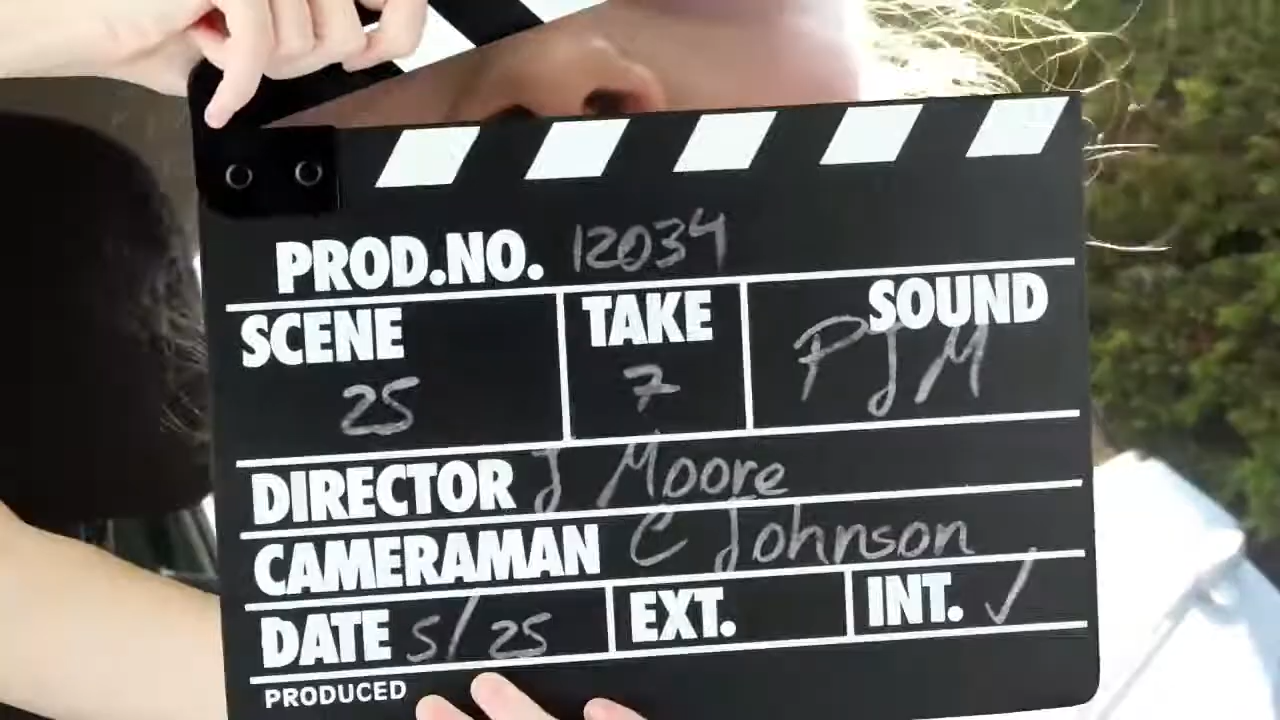 PROD.NO. 12034
SCENE TAKE SOUND
25 7 PJM
DIRECTOR J Moore
CAMERAMAN C Johnson
DATE 5/25 EXT. INT. ✓
PRODUCED